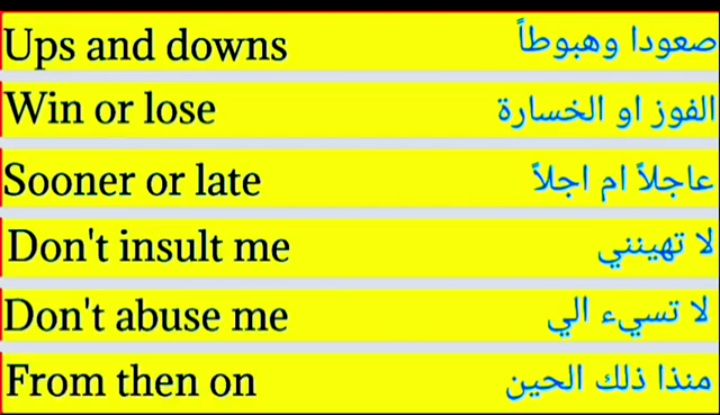 Ups and downs صعودا وهبوطاً
Win or lose الفوز او الخسارة
Sooner or late عاجلاً ام اجلاً
Don't insult me لا تهينني
Don't abuse me لا تسيء الي
From then on منذا ذلك الحين